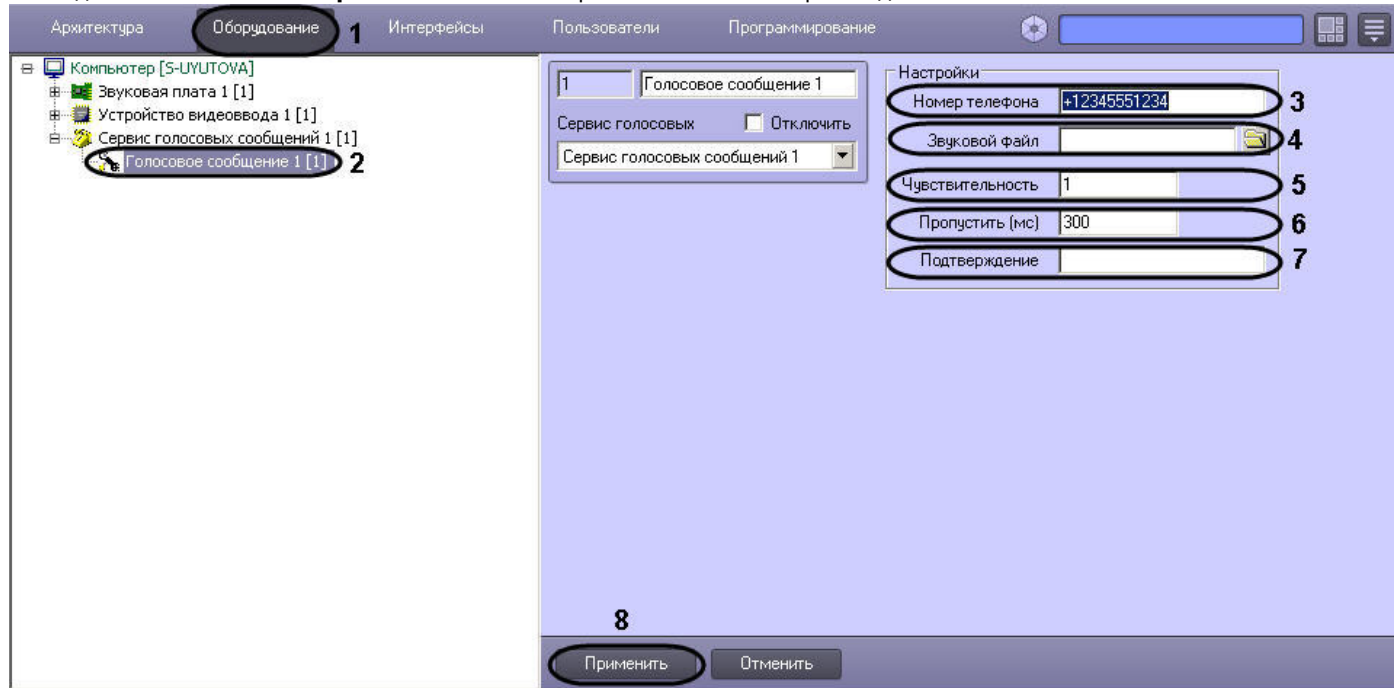 Архитектура Оборудование 1 Интерфейсы Пользователи Программирование
Компьютер [S-UYUTOVA]
Звуковая плата 1 [1]
Устройство видеоввода 1 [1]
Сервис голосовых сообщений 1 [1]
Голосовое сообщение 1 [1] 2
1 Голосовое сообщение 1
Сервис голосовых Отключить
Сервис голосовых сообщений 1
Настройки
Номер телефона +12345551234 3
Звуковой файл 4
Чувствительность 1 5
Пропустить (мс) 300 6
Подтверждение 7
8
Применить Отменить